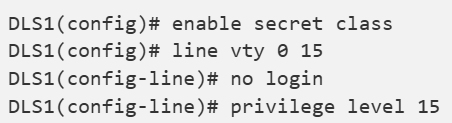 DLS1(config)# enable secret class
DLS1(config)# line vty 0 15
DLS1(config-line)# no login
DLS1(config-line)# privilege level 15